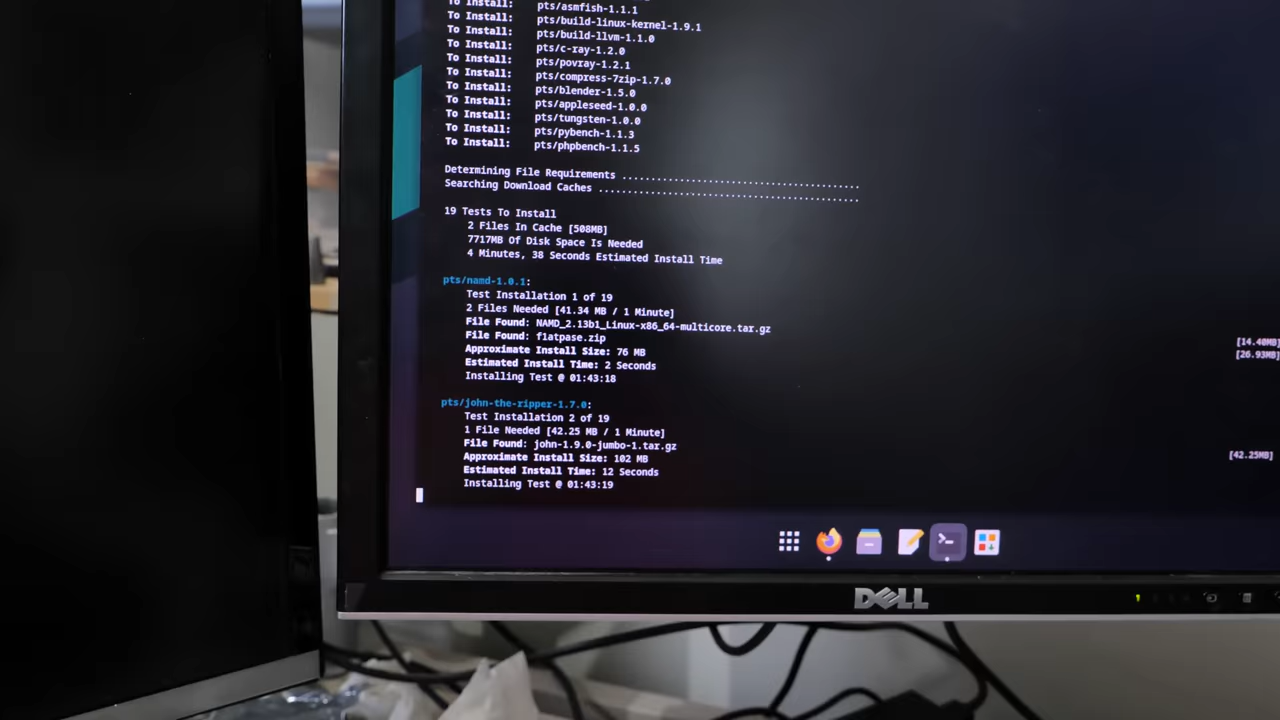 To Install: pts/asmfish-1.1.1
To Install: pts/build-linux-kernel-1.9.1
To Install: pts/build-llvm-1.1.0
To Install: pts/c-ray-1.2.0
To Install: pts/povray-1.2.1
To Install: pts/compress-7zip-1.7.0
To Install: pts/blender-1.5.0
To Install: pts/appleseed-1.0.0
To Install: pts/tungsten-1.0.0
To Install: pts/pybench-1.1.3
To Install: pts/phpbench-1.1.5
Determining File Requirements ..........................................
Searching Download Caches ..............................................
19 Tests To Install
2 Files In Cache [508MB]
7717MB Of Disk Space Is Needed
4 Minutes, 38 Seconds Estimated Install Time
pts/namd-1.0.1:
Test Installation 1 of 19
2 Files Needed [41.34 MB / 1 Minute]
File Found: NAMD_2.13b1_Linux-x86_64-multicore.tar.gz [14.40MB]
File Found: f1atpase.zip [26.93MB]
Approximate Install Size: 76 MB
Estimated Install Time: 2 Seconds
Installing Test @ 01:43:18
pts/john-the-ripper-1.7.0:
Test Installation 2 of 19
1 File Needed [42.25 MB / 1 Minute]
File Found: john-1.9.0-jumbo-1.tar.gz [42.25MB]
Approximate Install Size: 102 MB
Estimated Install Time: 12 Seconds
Installing Test @ 01:43:19
DELL